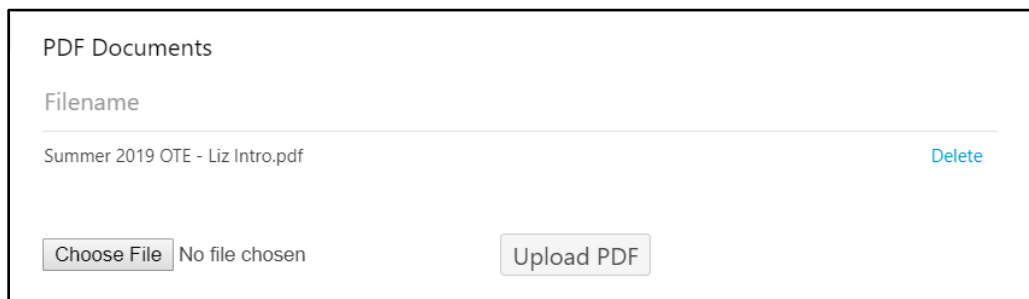 PDF Documents
Filename
Summer 2019 OTE - Liz Intro.pdf Delete
Choose File No file chosen Upload PDF